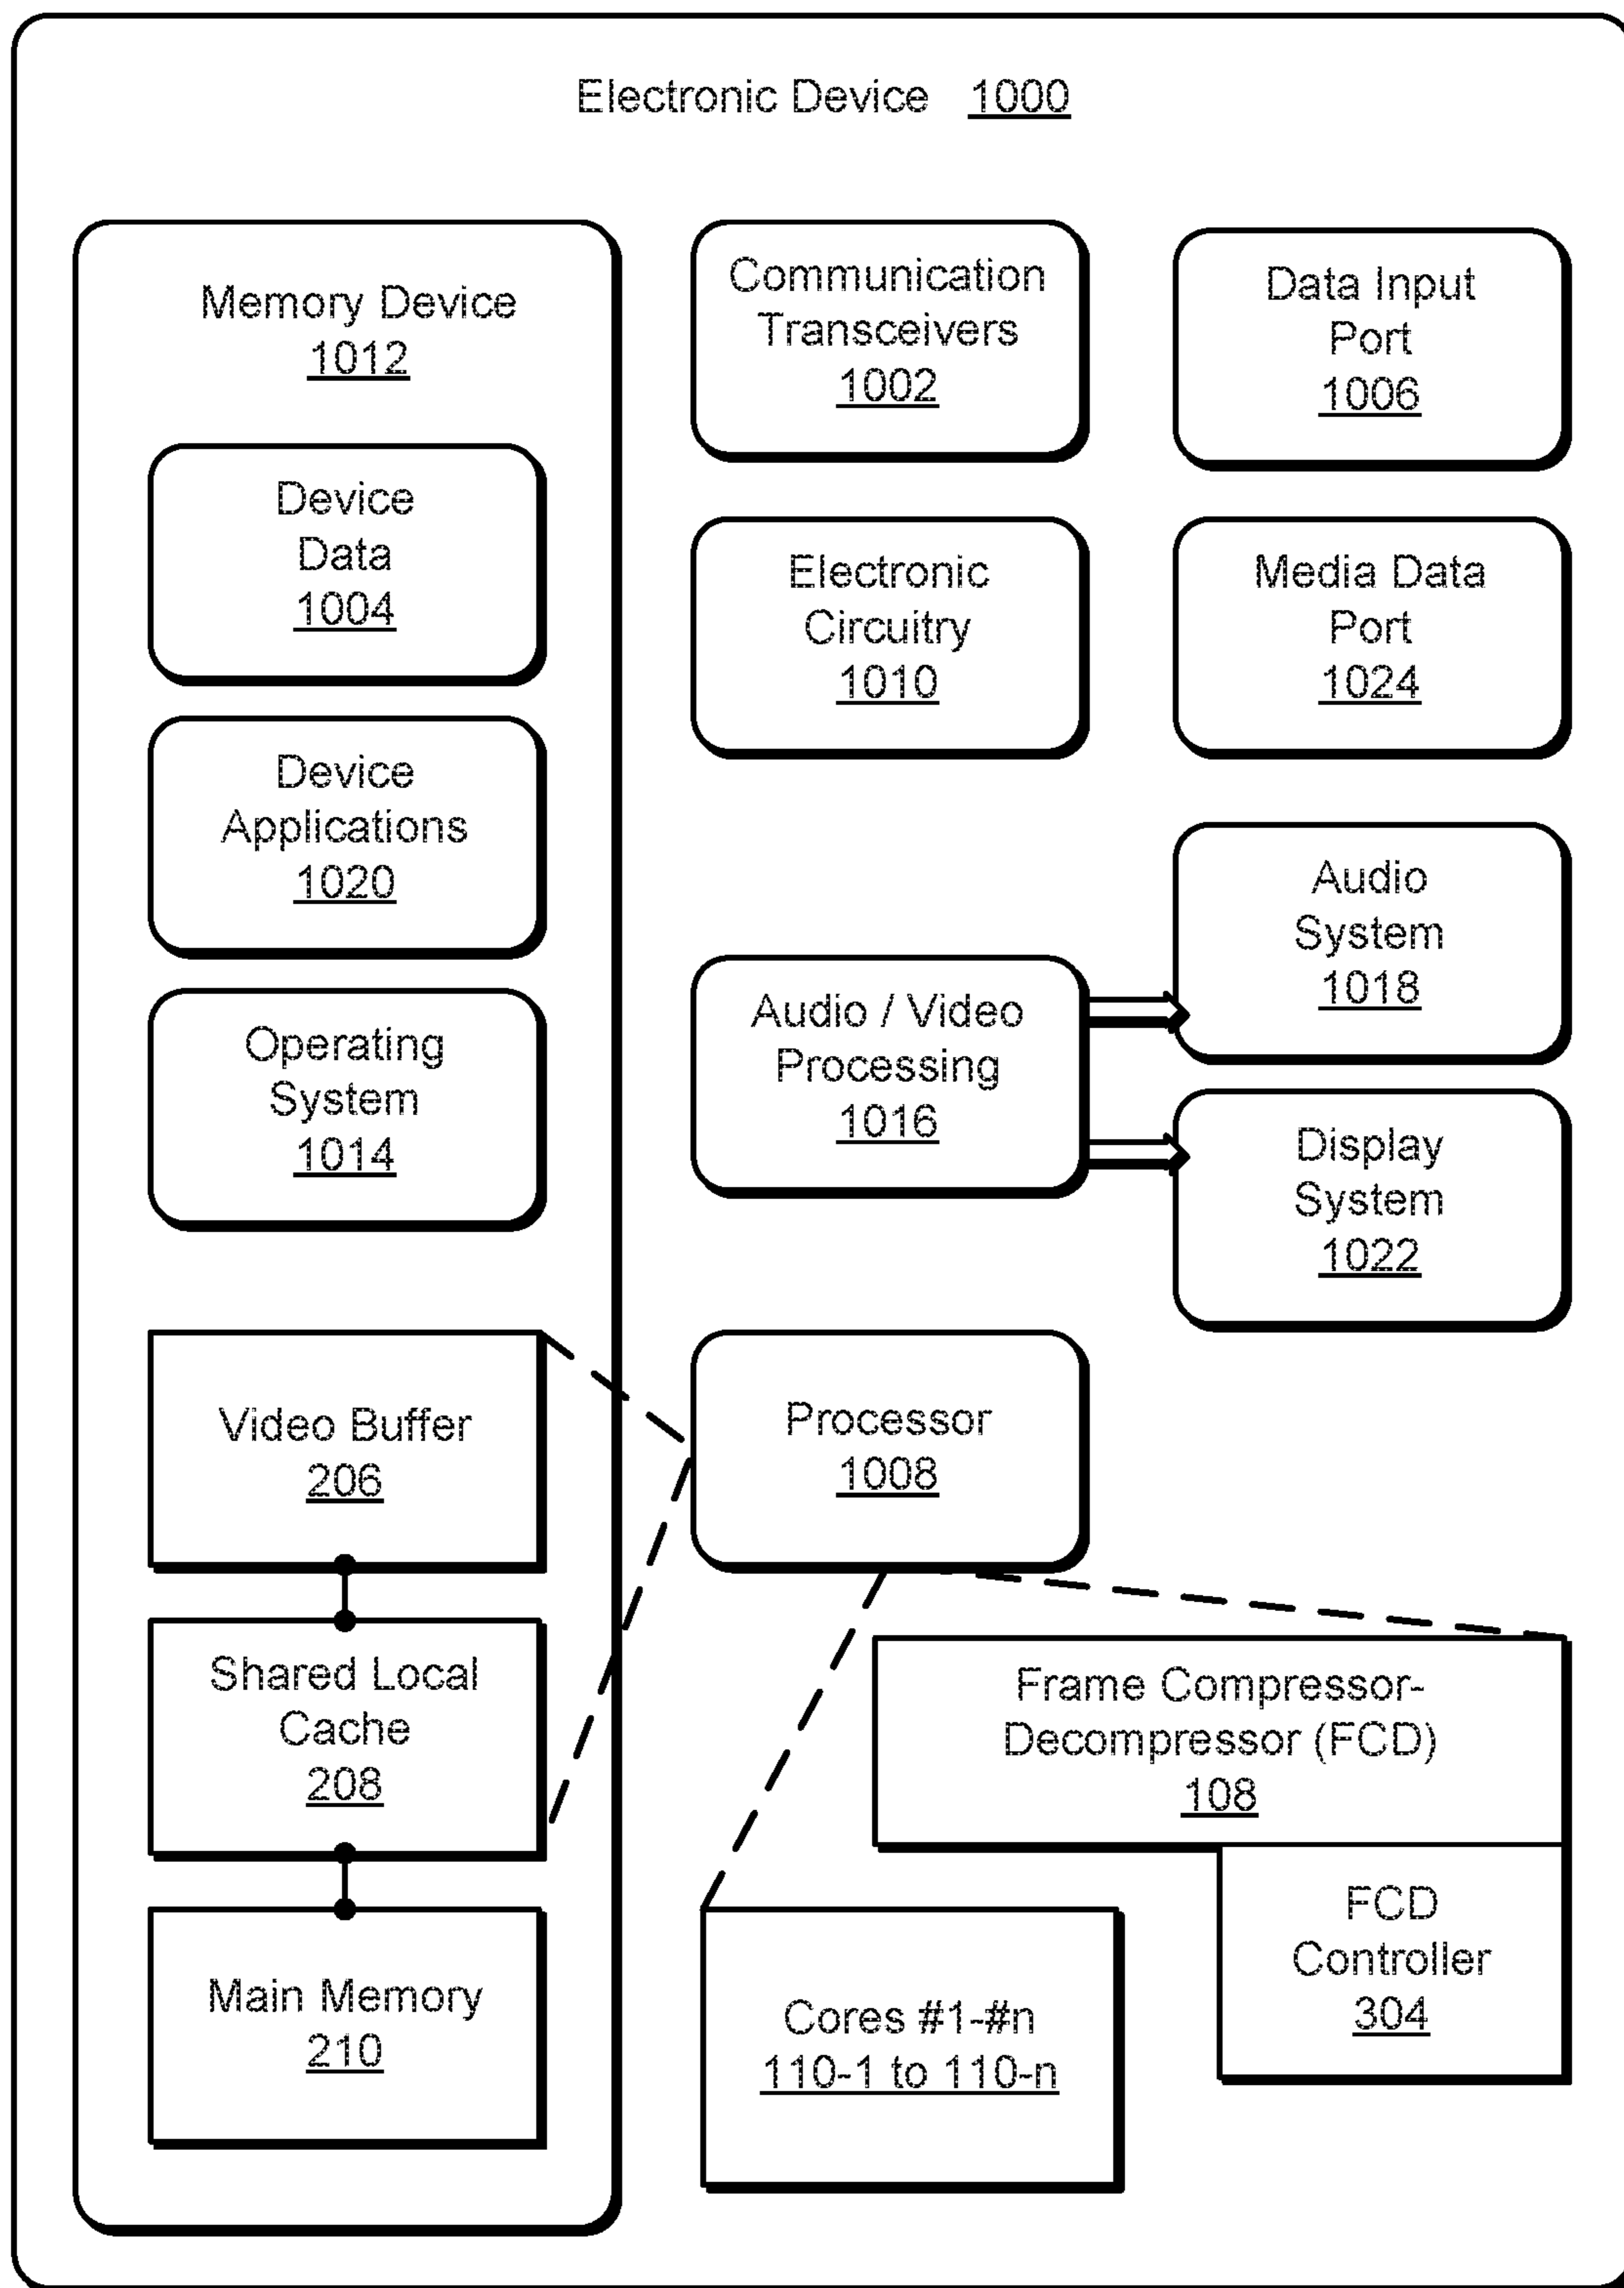 Electronic Device 1000
Memory Device
1012
Device
Data
1004
Device
Applications
1020
Operating
System
1014
Video Buffer
206
Shared Local
Cache
208
Main Memory
210
Communication
Transceivers
1002
Data Input
Port
1006
Electronic
Circuitry
1010
Media Data
Port
1024
Audio / Video
Processing
1016
Audio
System
1018
Display
System
1022
Processor
1008
Frame Compressor-
Decompressor (FCD)
108
FCD
Controller
304
Cores #1-#n
110-1 to 110-n